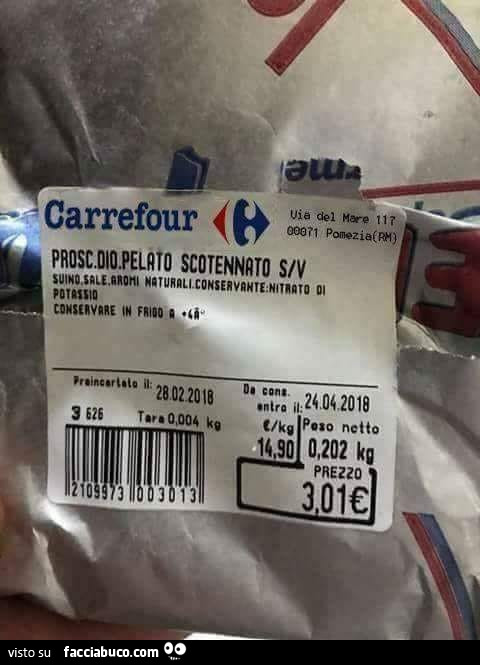 ame
Carrefour
Via del Mare 117
00071 Pomezia(RM)
PROSC.DIO.PELATO SCOTENNATO S/V
SUINO,SALE,AROMI NATURALI.CONSERVANTE:NITRATO DI
POTASSIO
CONSERVARE IN FRIGO A +4Â°
Preincartato il: 28.02.2018
Da cons.
entro il: 24.04.2018
3 626
Tara 0,004 kg
€/kg Peso netto
14,90 0,202 kg
PREZZO
3,01€
2109973 003013
visto su facciabuco.com